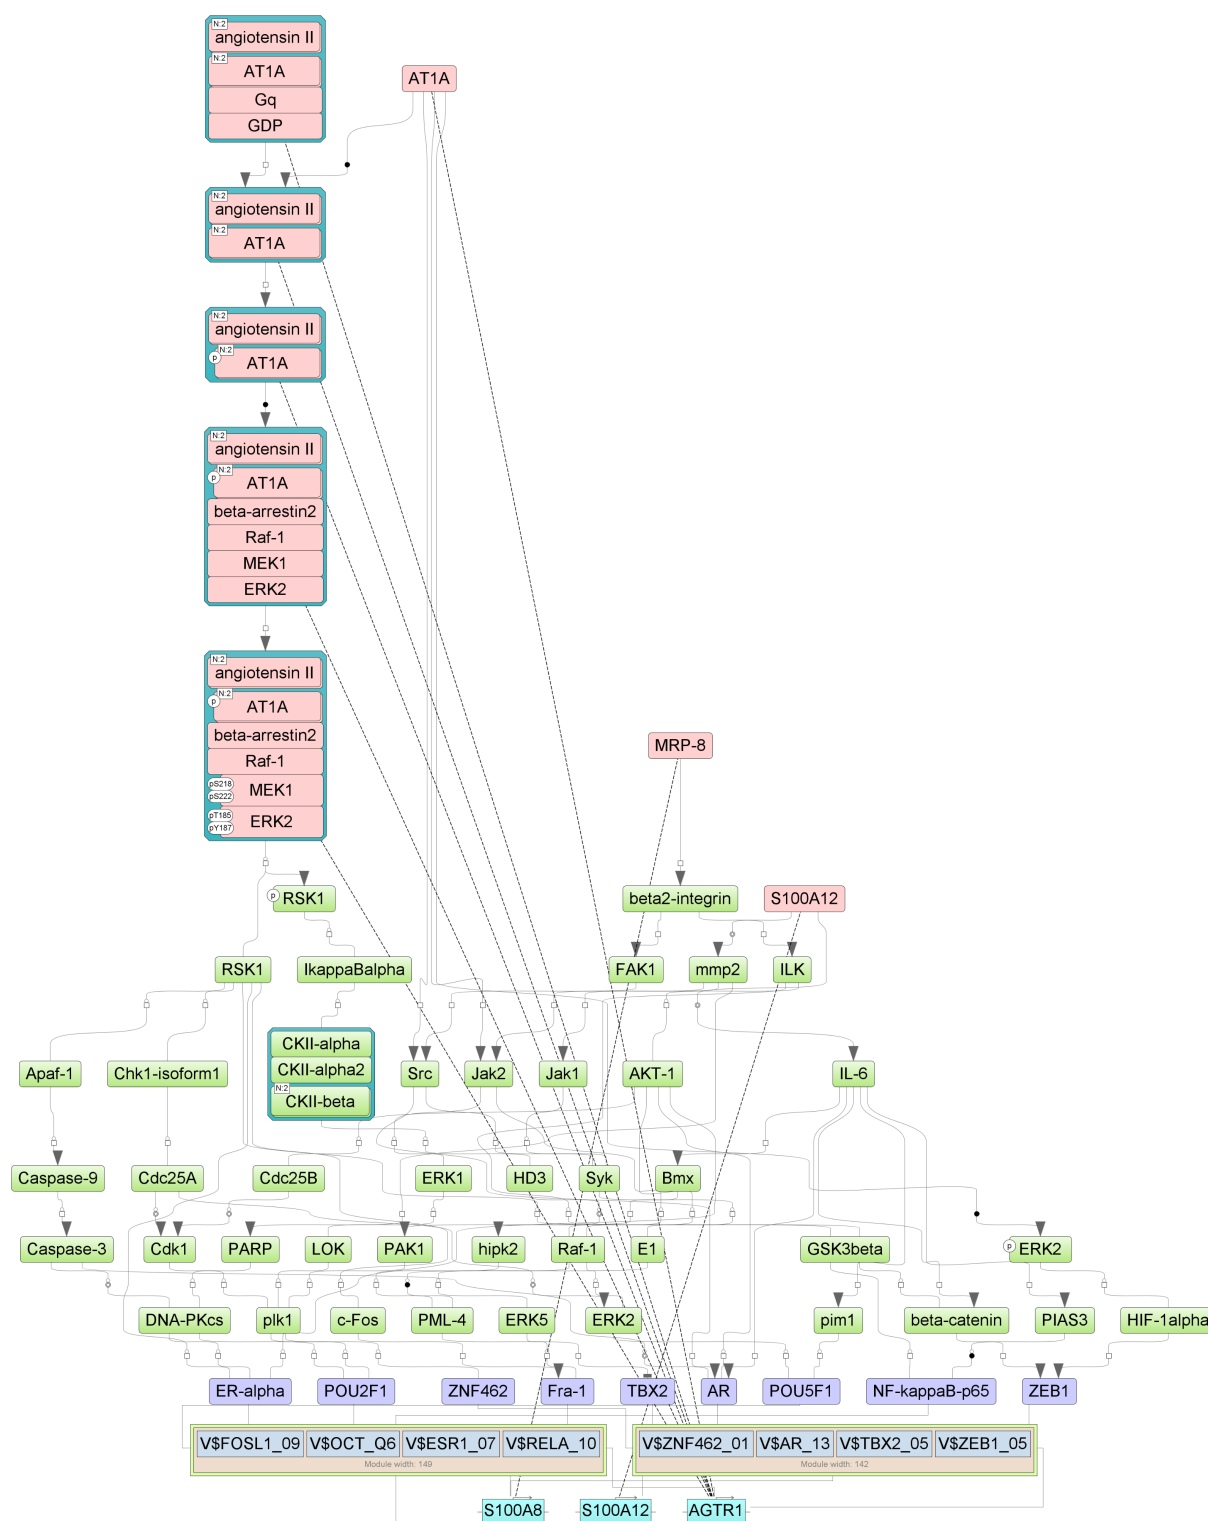 N:2
angiotensin II
N:2
AT1A
Gq
GDP
AT1A
N:2
angiotensin II
N:2
AT1A
N:2
angiotensin II
p
N:2
AT1A
N:2
angiotensin II
p
N:2
AT1A
beta-arrestin2
Raf-1
MEK1
ERK2
N:2
angiotensin II
p
N:2
AT1A
beta-arrestin2
Raf-1
pS218
pS222
MEK1
pT185
pY187
ERK2
MRP-8
p
RSK1
beta2-integrin
S100A12
RSK1
IkappaBalpha
FAK1
mmp2
ILK
CKII-alpha
CKII-alpha2
N:2
CKII-beta
Apaf-1
Chk1-isoform1
Src
Jak2
Jak1
AKT-1
IL-6
Caspase-9
Cdc25A
Cdc25B
ERK1
HD3
Syk
Bmx
Caspase-3
Cdk1
PARP
LOK
PAK1
hipk2
Raf-1
E1
GSK3beta
p
ERK2
DNA-PKcs
plk1
c-Fos
PML-4
ERK5
ERK2
pim1
beta-catenin
PIAS3
HIF-1alpha
ER-alpha
POU2F1
ZNF462
Fra-1
TBX2
AR
POU5F1
NF-kappaB-p65
ZEB1
V$FOSL1_09
V$OCT_Q6
V$ESR1_07
V$RELA_10
Module width: 149
V$ZNF462_01
V$AR_13
V$TBX2_05
V$ZEB1_05
Module width: 142
S100A8
S100A12
AGTR1